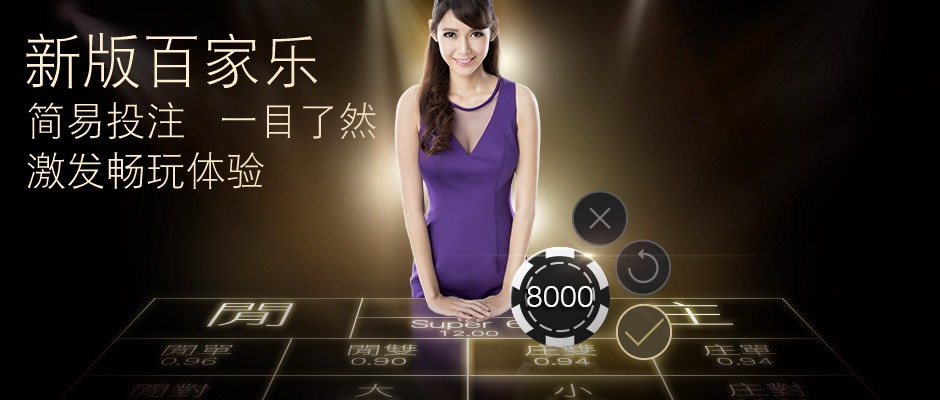 新版百家乐
简易投注 一目了然
激发畅玩体验
8000
閒
Super 6
12.00
主
閒單
0.96
閒雙
0.90
庄雙
0.94
庄單
0.94
閒對
大
小
庄對